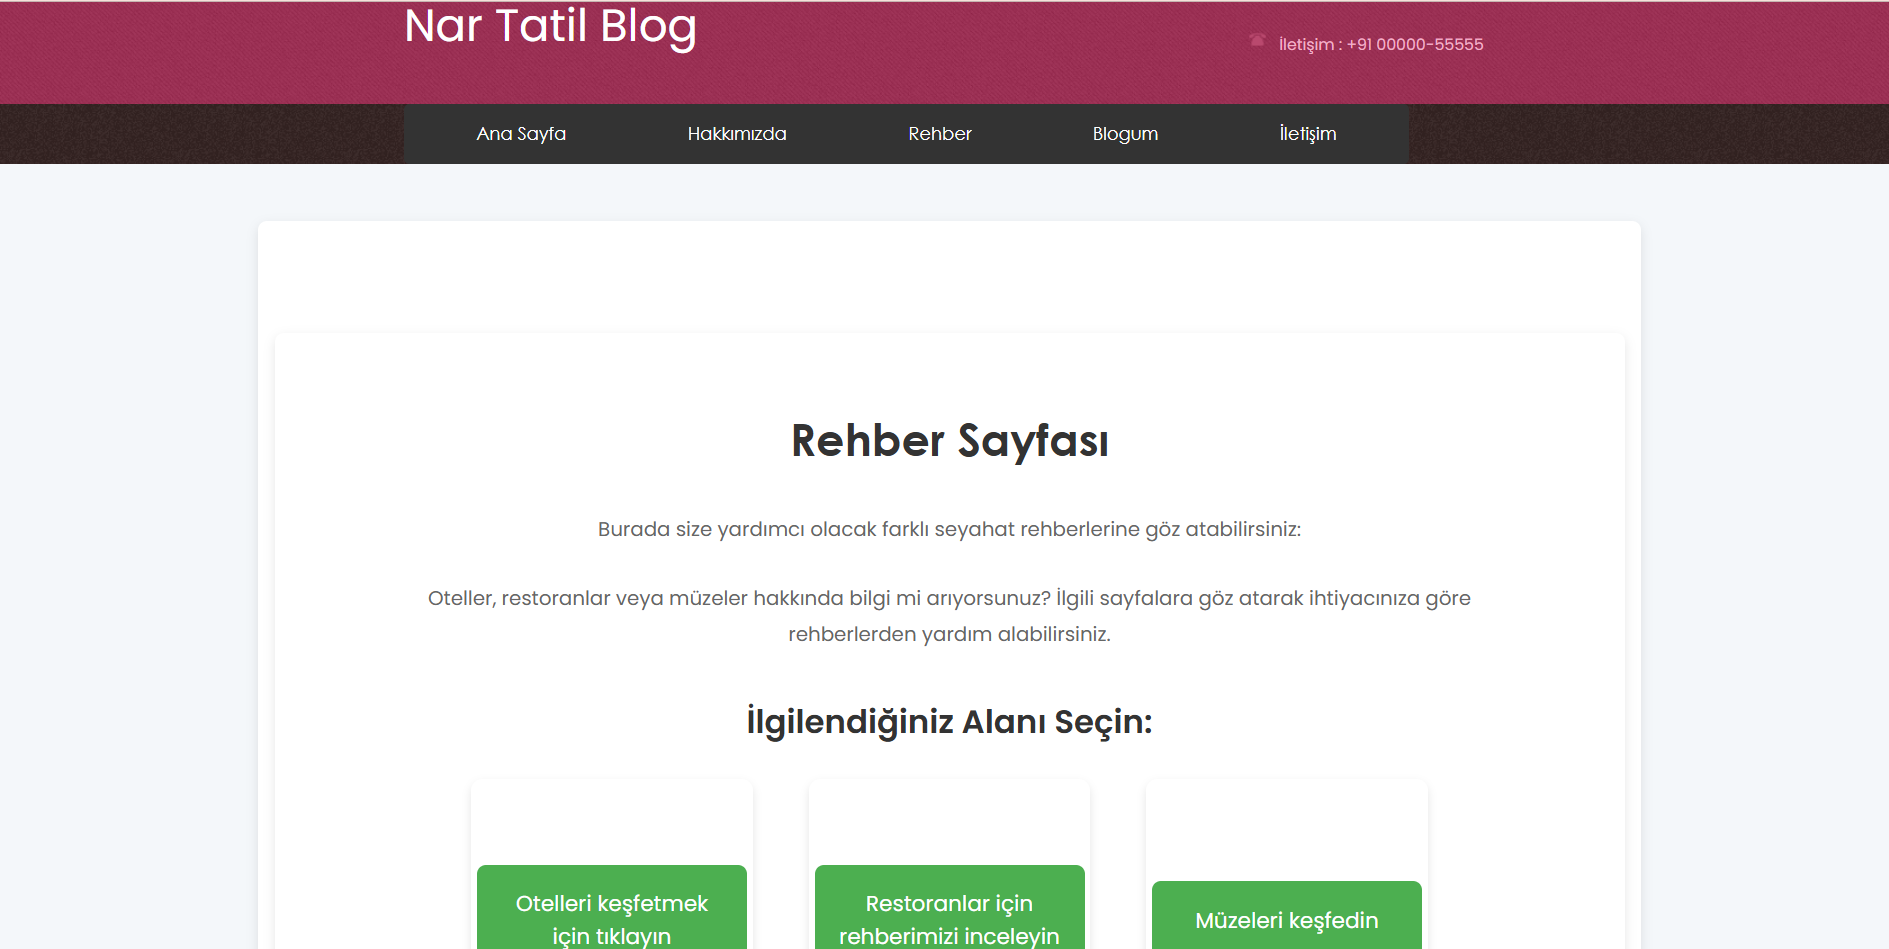 Nar Tatil Blog
İletişim : +91 00000-55555
Ana Sayfa
Hakkımızda
Rehber
Blogum
İletişim
Rehber Sayfası
Burada size yardımcı olacak farklı seyahat rehberlerine göz atabilirsiniz:
Oteller, restoranlar veya müzeler hakkında bilgi mi arıyorsunuz? İlgili sayfalara göz atarak ihtiyacınıza göre
rehberlerden yardım alabilirsiniz.
İlgilendiğiniz Alanı Seçin:
Otelleri keşfetmek
için tıklayın
Restoranlar için
rehberimizi inceleyin
Müzeleri keşfedin